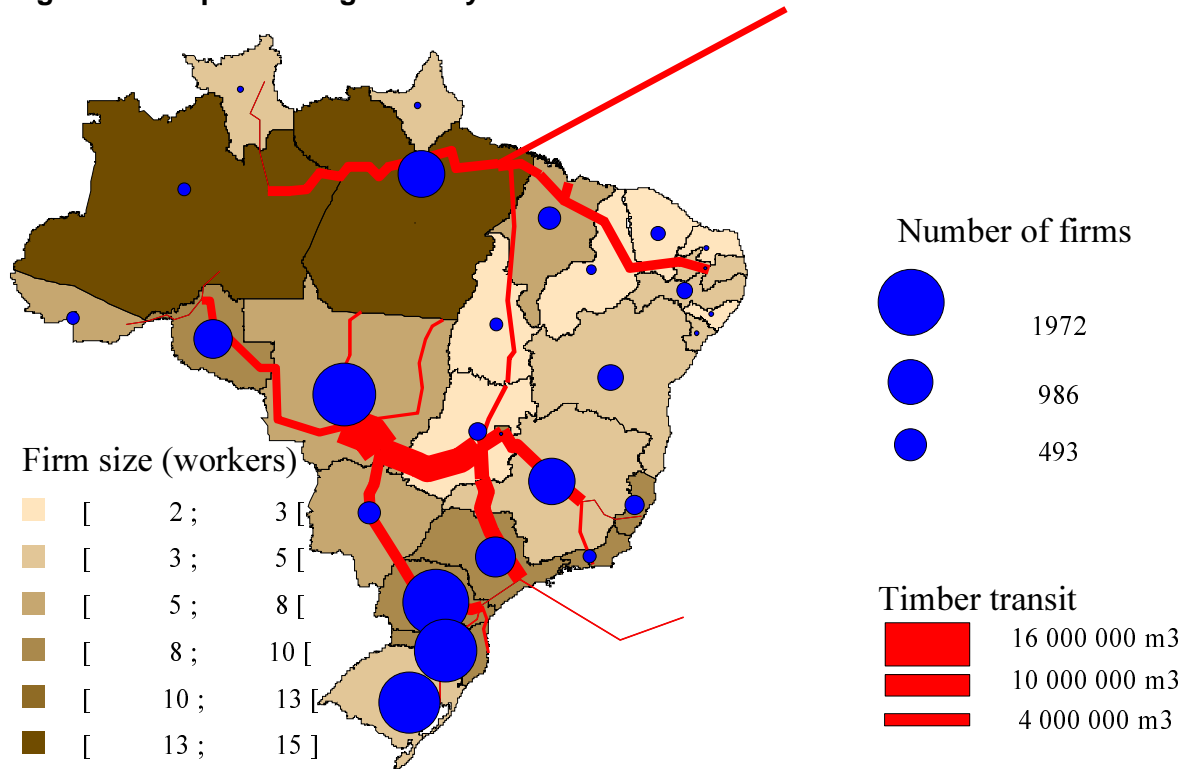 Number of firms
1972
986
493
Firm size (workers)
[ 2 ; 3 [
[ 3 ; 5 [
[ 5 ; 8 [
[ 8 ; 10 [
[ 10 ; 13 [
[ 13 ; 15 ]
Timber transit
16 000 000 m3
10 000 000 m3
4 000 000 m3